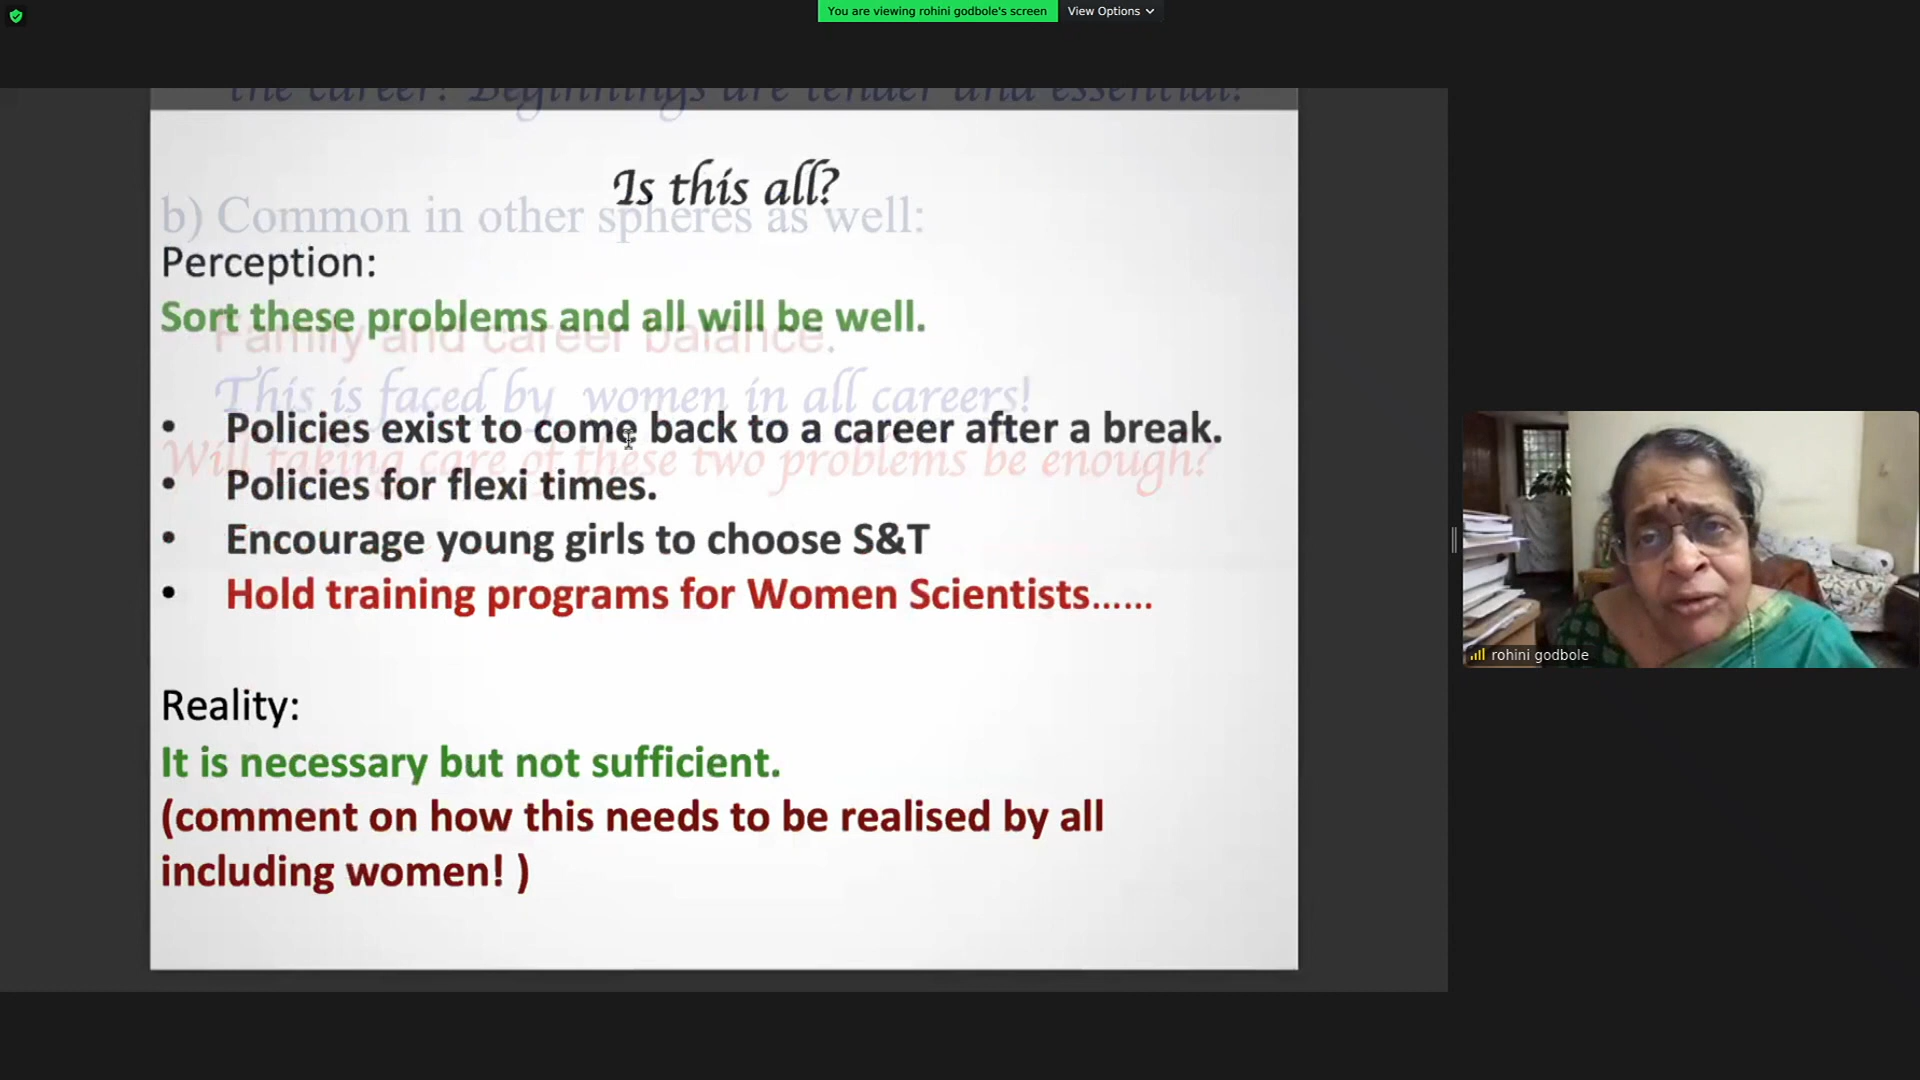 You are viewing rohini godbole's screen View Options
the career! Beginnings are tender and essential!
Is this all?
b) Common in other spheres as well:
Perception:
Sort these problems and all will be well.
Family and career balance.
This is faced by women in all careers!
• Policies exist to come back to a career after a break.
Will taking care of these two problems be enough?
• Policies for flexi times.
• Encourage young girls to choose S&T
• Hold training programs for Women Scientists......
rohini godbole
Reality:
It is necessary but not sufficient.
(comment on how this needs to be realised by all
including women! )